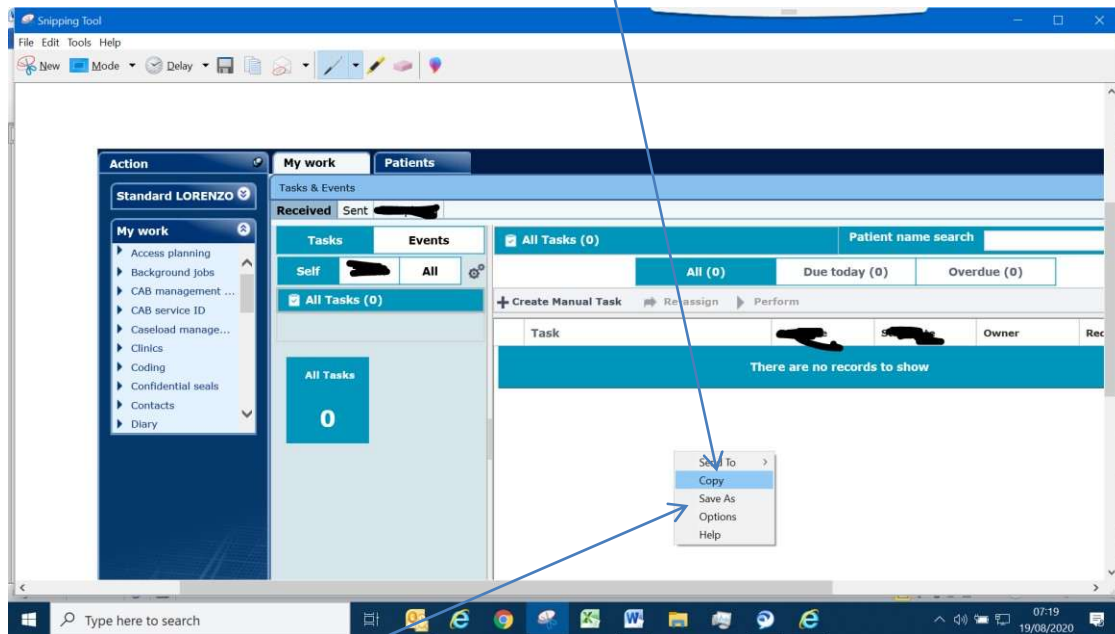 Snipping Tool
File Edit Tools Help
New Mode Delay
Action My work Patients
Standard LORENZO
Tasks & Events
Received Sent
My work
Access planning
Background jobs
CAB management ...
CAB service ID
Caseload manage...
Clinics
Coding
Confidential seals
Contacts
Diary
Tasks Events
Self All
All Tasks (0)
All Tasks
0
All Tasks (0) Patient name search
All (0) Due today (0) Overdue (0)
Create Manual Task Reassign Perform
Task Owner Rec
There are no records to show
Send To
Copy
Save As
Options
Help
Type here to search
07:19
19/08/2020